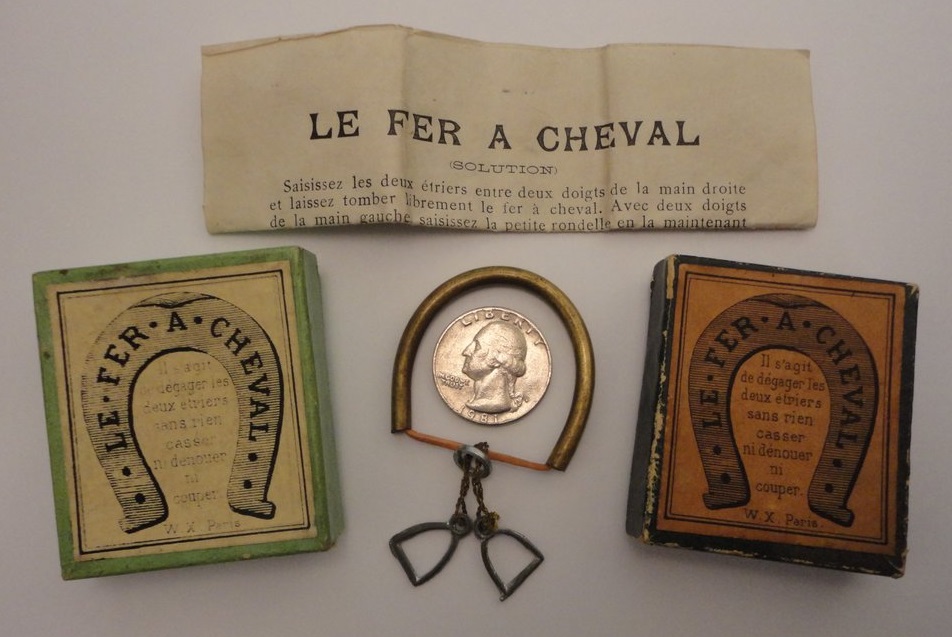 LE FER A CHEVAL
(SOLUTION)
Saisissez les deux étriers entre deux doigts de la main droite
et laissez tomber librement le fer à cheval. Avec deux doigts
de la main gauche saisissez la petite rondelle en la maintenant
LE·FER·A·CHEVAL
Il s'agit
de dégager les
deux étriers
sans rien
casser
ni dénouer
ni
couper.
W. X. Paris
LIBERTY
1981
LE·FER·A·CHEVAL
Il s'agit
de dégager les
deux étriers
sans rien
casser
ni dénouer
ni
couper.
W. X. Paris.